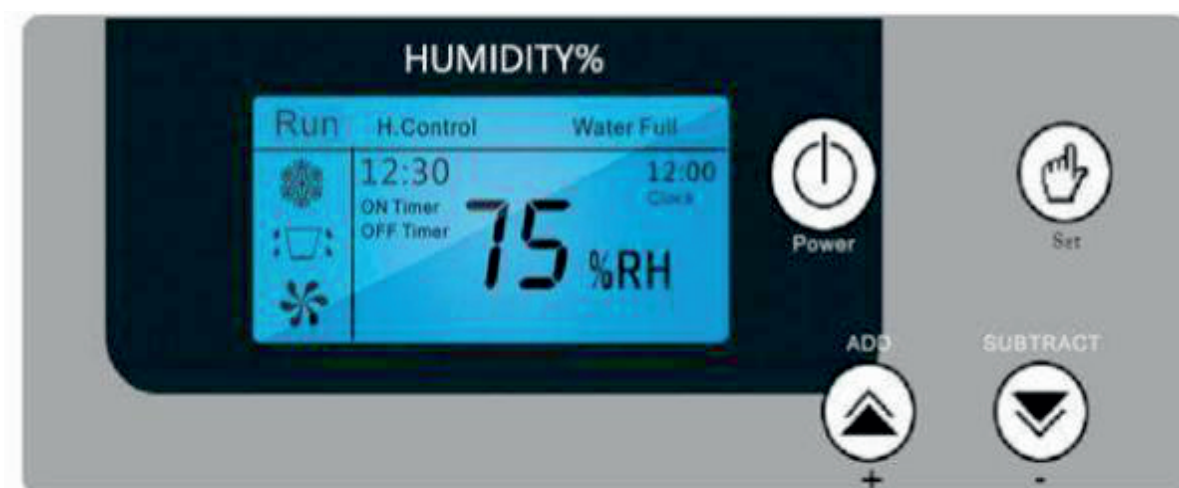 HUMIDITY%
Run H.Control Water Full
12:30 12:00
ON Timer Clock
OFF Timer 75 %RH
Power Set
ADD SUBTRACT
+ -